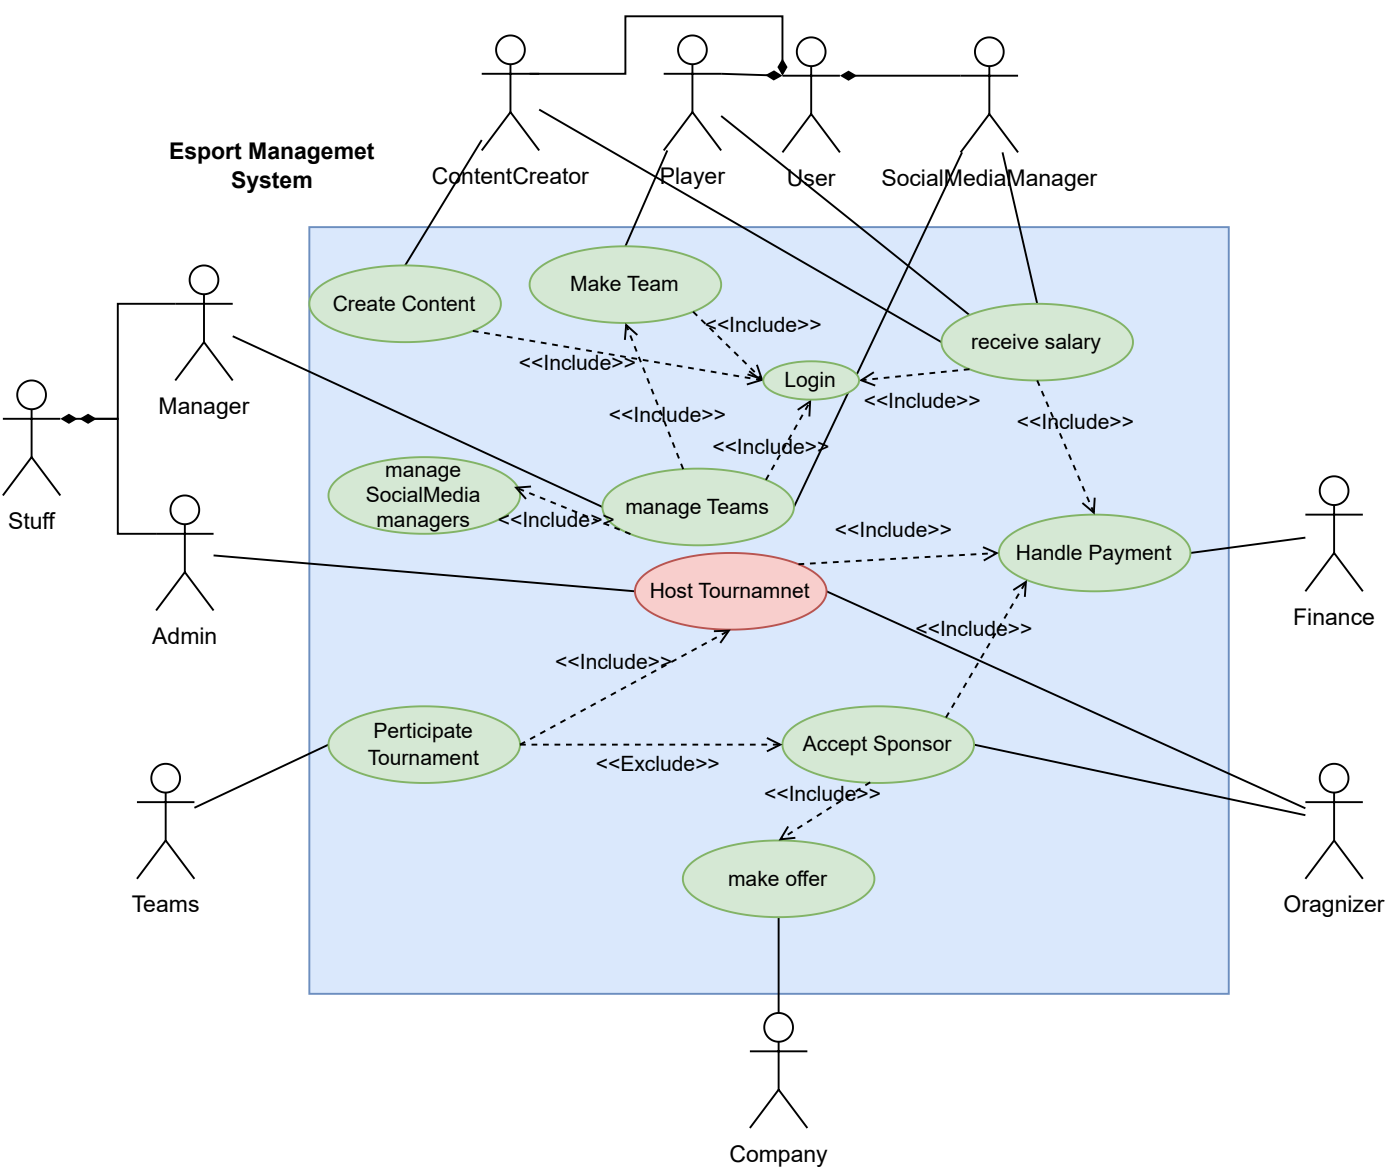 ContentCreator
Player
User
SocialMediaManager
Esport Managemet
System
Create Content
Make Team
<<Include>>
receive salary
<<Include>>
Login
<<Include>>
Manager
<<Include>>
<<Include>>
<<Include>>
manage
SocialMedia
managers
manage Teams
<<Include>>
Stuff
<<Include>>
Handle Payment
Host Tournamnet
Finance
Admin
<<Include>>
<<Include>>
Perticipate
Tournament
Accept Sponsor
<<Exclude>>
<<Include>>
make offer
Teams
Oragnizer
Company